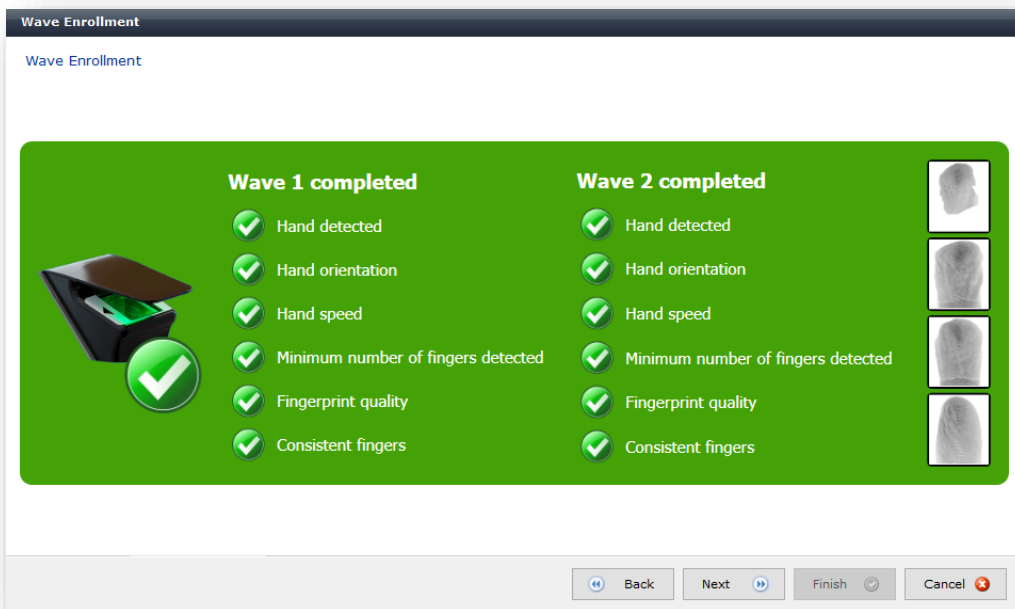 Wave Enrollment
Wave Enrollment
Wave 1 completed
Hand detected
Hand orientation
Hand speed
Minimum number of fingers detected
Fingerprint quality
Consistent fingers
Wave 2 completed
Hand detected
Hand orientation
Hand speed
Minimum number of fingers detected
Fingerprint quality
Consistent fingers
Back
Next
Finish
Cancel